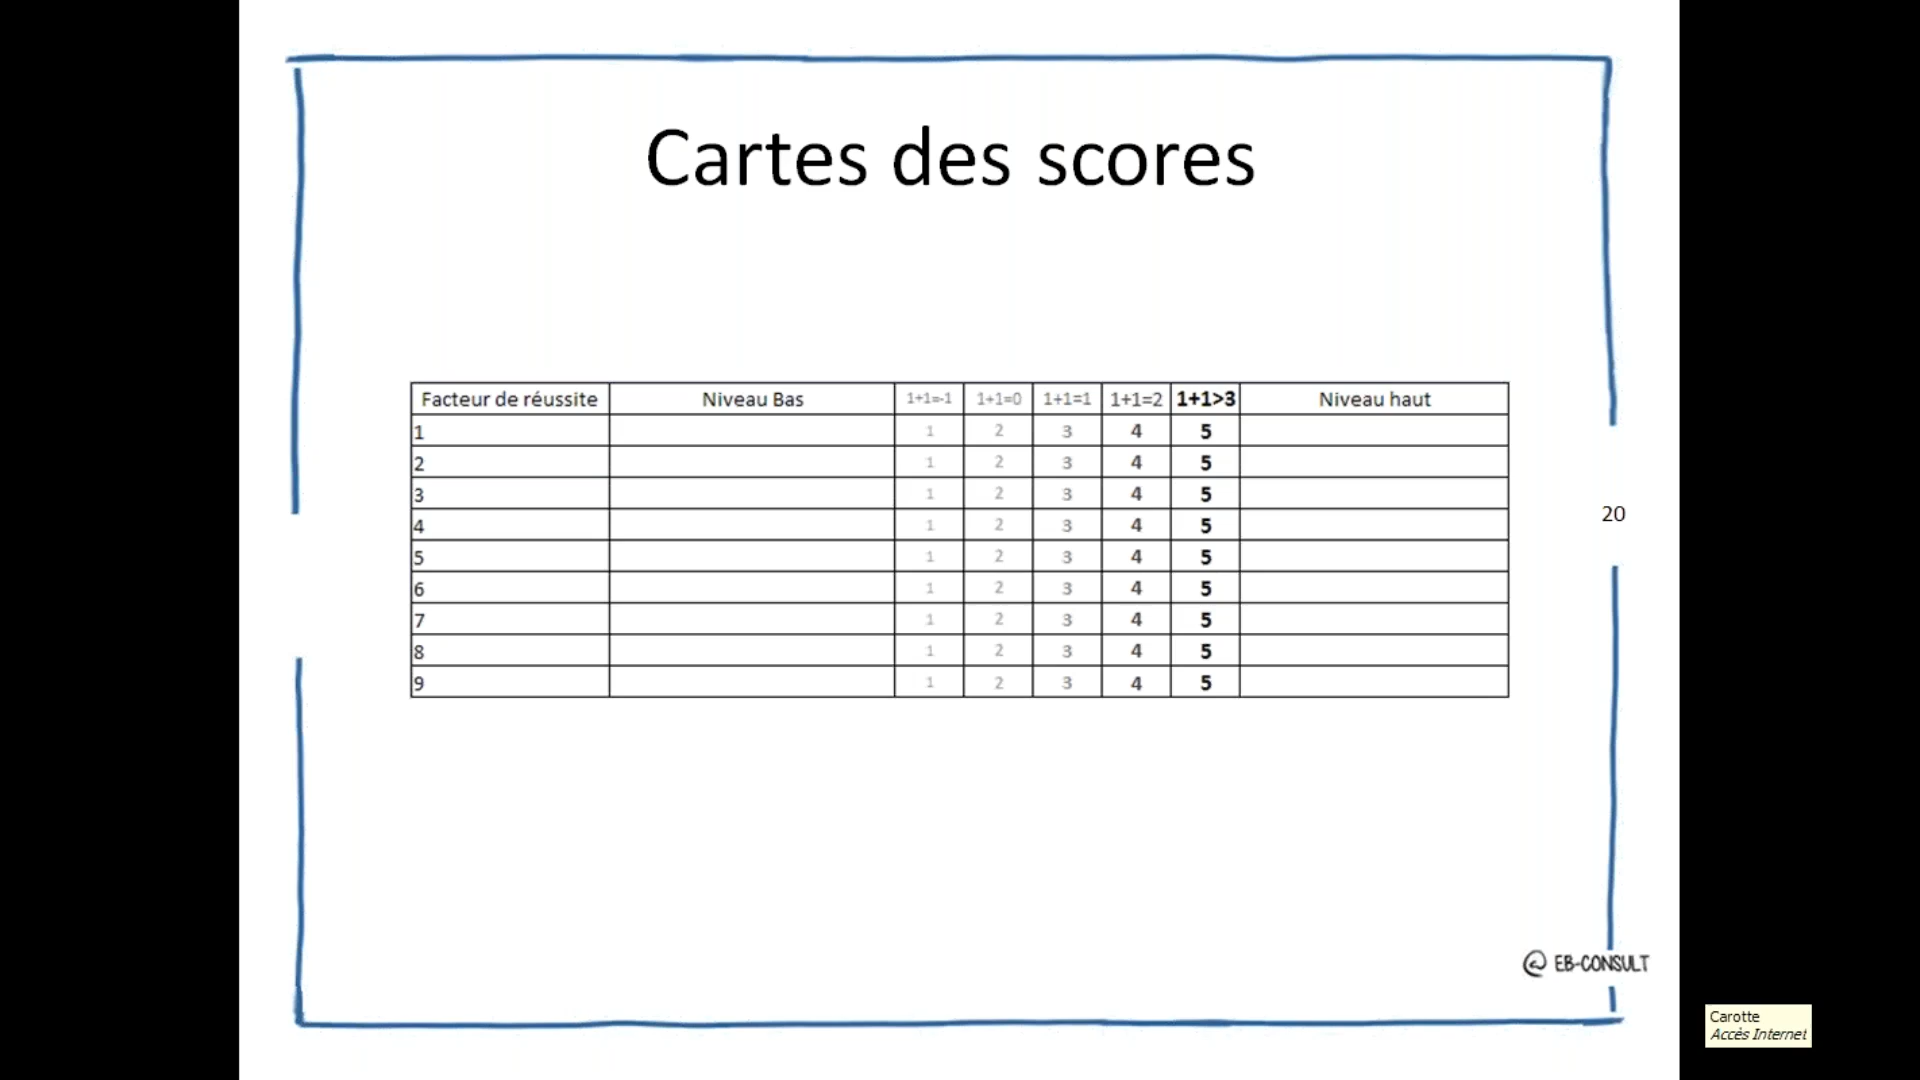 Cartes des scores
Facteur de réussite Niveau Bas 1+1=-1 1+1=0 1+1=1 1+1=2 1+1>3 Niveau haut
1 1 2 3 4 5
2 1 2 3 4 5
3 1 2 3 4 5
4 1 2 3 4 5
5 1 2 3 4 5
6 1 2 3 4 5
7 1 2 3 4 5
8 1 2 3 4 5
9 1 2 3 4 5
20
@ EB-CONSULT
Carotte
Accès Internet